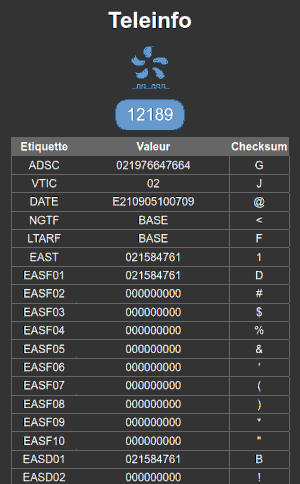 Teleinfo
12189
Etiquette Valeur Checksum
ADSC 021976647664 G
VTIC 02 J
DATE E210905100709 @
NGTF BASE <
LTARF BASE F
EAST 021584761 1
EASF01 021584761 D
EASF02 000000000 #
EASF03 000000000 $
EASF04 000000000 %
EASF05 000000000 &
EASF06 000000000 '
EASF07 000000000 (
EASF08 000000000 )
EASF09 000000000 *
EASF10 000000000 "
EASD01 021584761 B
EASD02 000000000 !